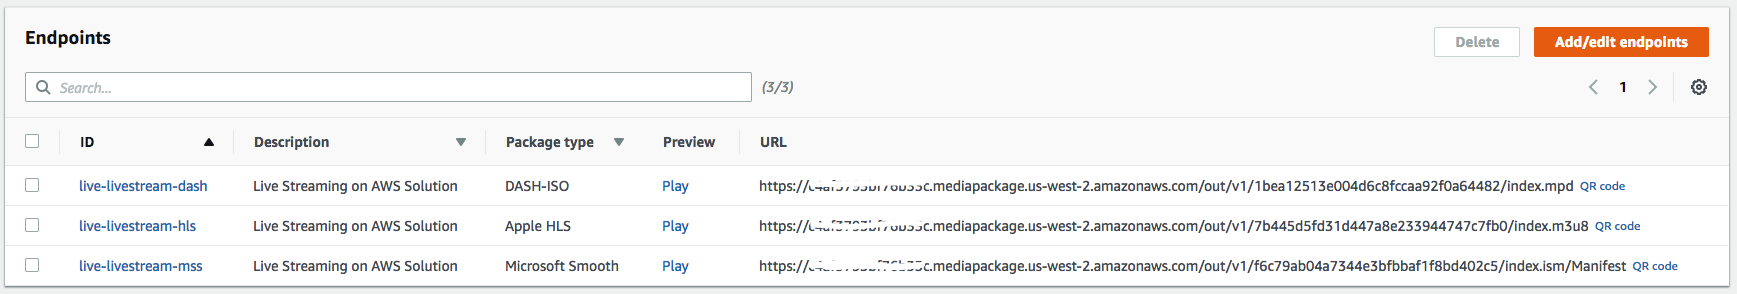 Endpoints
Delete
Add/edit endpoints
Search...
(3/3)
1
ID Description Package type Preview URL
live-livestream-dash Live Streaming on AWS Solution DASH-ISO Play https:// .mediapackage.us-west-2.amazonaws.com/out/v1/1bea12513e004d6c8fccaa92f0a64482/index.mpd QR code
live-livestream-hls Live Streaming on AWS Solution Apple HLS Play https:// .mediapackage.us-west-2.amazonaws.com/out/v1/7b445d5fd31d447a8e233944747c7fb0/index.m3u8 QR code
live-livestream-mss Live Streaming on AWS Solution Microsoft Smooth Play https:// .mediapackage.us-west-2.amazonaws.com/out/v1/f6c79ab04a7344e3bfbbaf1f8bd402c5/index.ism/Manifest QR code